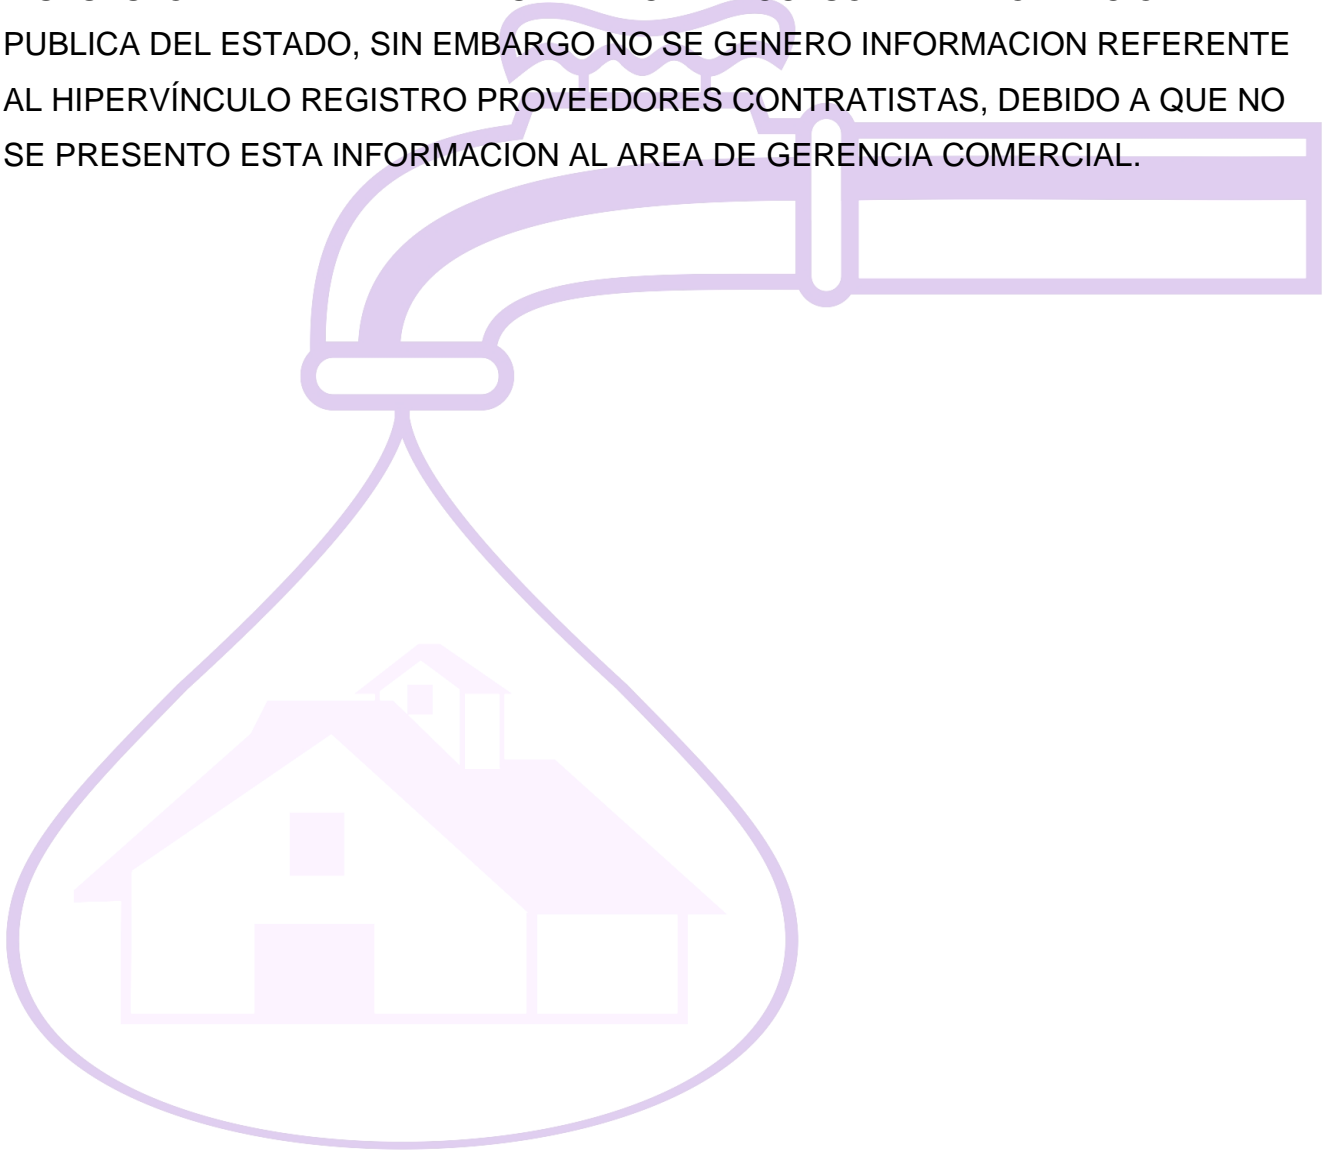 PUBLICA DEL ESTADO, SIN EMBARGO NO SE GENERO INFORMACION REFERENTE
AL HIPERVÍNCULO REGISTRO PROVEEDORES CONTRATISTAS, DEBIDO A QUE NO
SE PRESENTO ESTA INFORMACION AL AREA DE GERENCIA COMERCIAL.